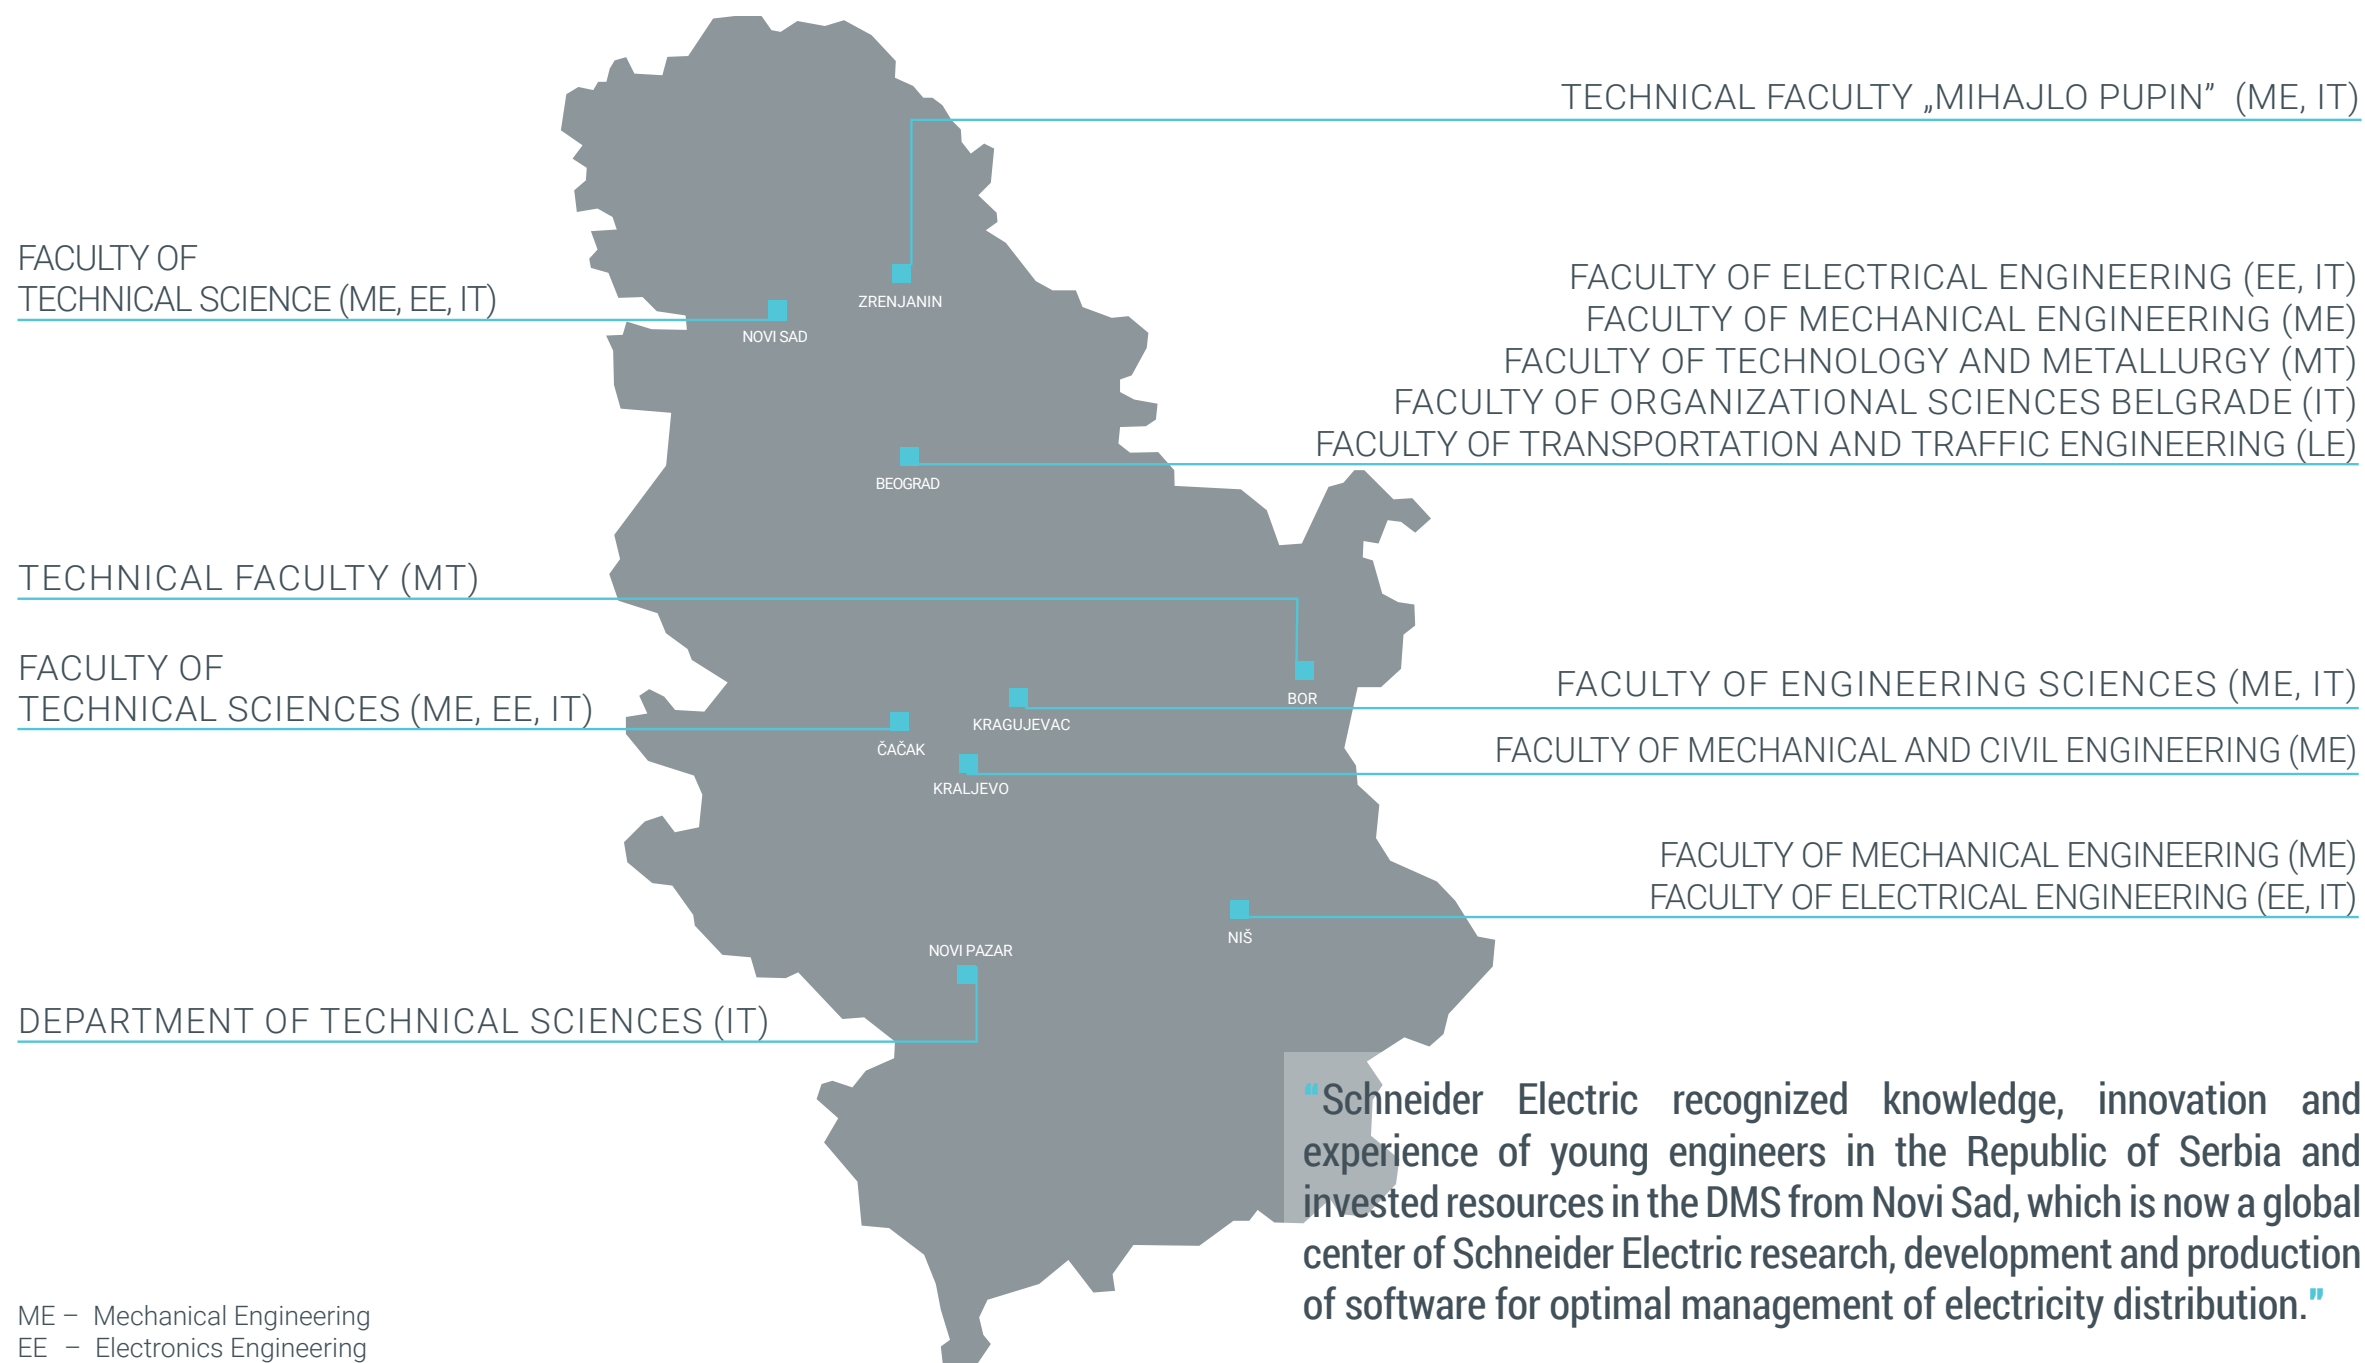 TECHNICAL FACULTY „MIHAJLO PUPIN” (ME, IT)
FACULTY OF
TECHNICAL SCIENCE (ME, EE, IT)
ZRENJANIN
NOVI SAD
FACULTY OF ELECTRICAL ENGINEERING (EE, IT)
FACULTY OF MECHANICAL ENGINEERING (ME)
FACULTY OF TECHNOLOGY AND METALLURGY (MT)
FACULTY OF ORGANIZATIONAL SCIENCES BELGRADE (IT)
FACULTY OF TRANSPORTATION AND TRAFFIC ENGINEERING (LE)
BEOGRAD
TECHNICAL FACULTY (MT)
FACULTY OF
TECHNICAL SCIENCES (ME, EE, IT)
BOR
KRAGUJEVAC
ČAČAK
KRALJEVO
FACULTY OF ENGINEERING SCIENCES (ME, IT)
FACULTY OF MECHANICAL AND CIVIL ENGINEERING (ME)
FACULTY OF MECHANICAL ENGINEERING (ME)
FACULTY OF ELECTRICAL ENGINEERING (EE, IT)
NIŠ
NOVI PAZAR
DEPARTMENT OF TECHNICAL SCIENCES (IT)
"Schneider Electric recognized knowledge, innovation and
experience of young engineers in the Republic of Serbia and
invested resources in the DMS from Novi Sad, which is now a global
center of Schneider Electric research, development and production
of software for optimal management of electricity distribution."
ME – Mechanical Engineering
EE – Electronics Engineering